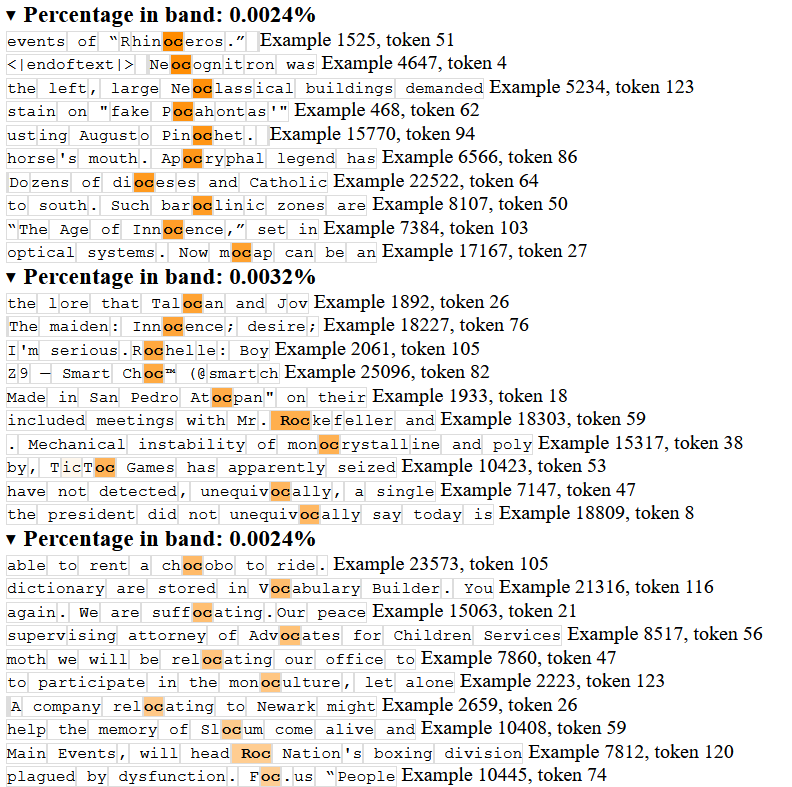 ▾ Percentage in band: 0.0024%
events of “Rhinoceros.” Example 1525, token 51
<|endoftext|> Neocognitron was Example 4647, token 4
the left, large Neoclassical buildings demanded Example 5234, token 123
stain on "fake Pocahontas'" Example 468, token 62
usting Augusto Pinochet. Example 15770, token 94
horse's mouth. Apocryphal legend has Example 6566, token 86
Dozens of dioceses and Catholic Example 22522, token 64
to south. Such baroclinic zones are Example 8107, token 50
“The Age of Innocence,” set in Example 7384, token 103
optical systems. Now mocap can be an Example 17167, token 27
▾ Percentage in band: 0.0032%
the lore that Talocan and Jov Example 1892, token 26
The maiden: Innocence; desire; Example 18227, token 76
I'm serious.Rochelle: Boy Example 2061, token 105
Z9 – Smart Choc™ (@smartch Example 25096, token 82
Made in San Pedro Atocpan" on their Example 1933, token 18
included meetings with Mr. Rockefeller and Example 18303, token 59
. Mechanical instability of monocrystalline and poly Example 15317, token 38
by, TicToc Games has apparently seized Example 10423, token 53
have not detected, unequivocally, a single Example 7147, token 47
the president did not unequivocally say today is Example 18809, token 8
▾ Percentage in band: 0.0024%
able to rent a chocobo to ride. Example 23573, token 105
dictionary are stored in Vocabulary Builder. You Example 21316, token 116
again. We are suffocating.Our peace Example 15063, token 21
supervising attorney of Advocates for Children Services Example 8517, token 56
moth we will be relocating our office to Example 7860, token 47
to participate in the monoculture, let alone Example 2223, token 123
A company relocating to Newark might Example 2659, token 26
help the memory of Slocum come alive and Example 10408, token 59
Main Events, will head Roc Nation's boxing division Example 7812, token 120
plagued by dysfunction. Foc.us “People Example 10445, token 74